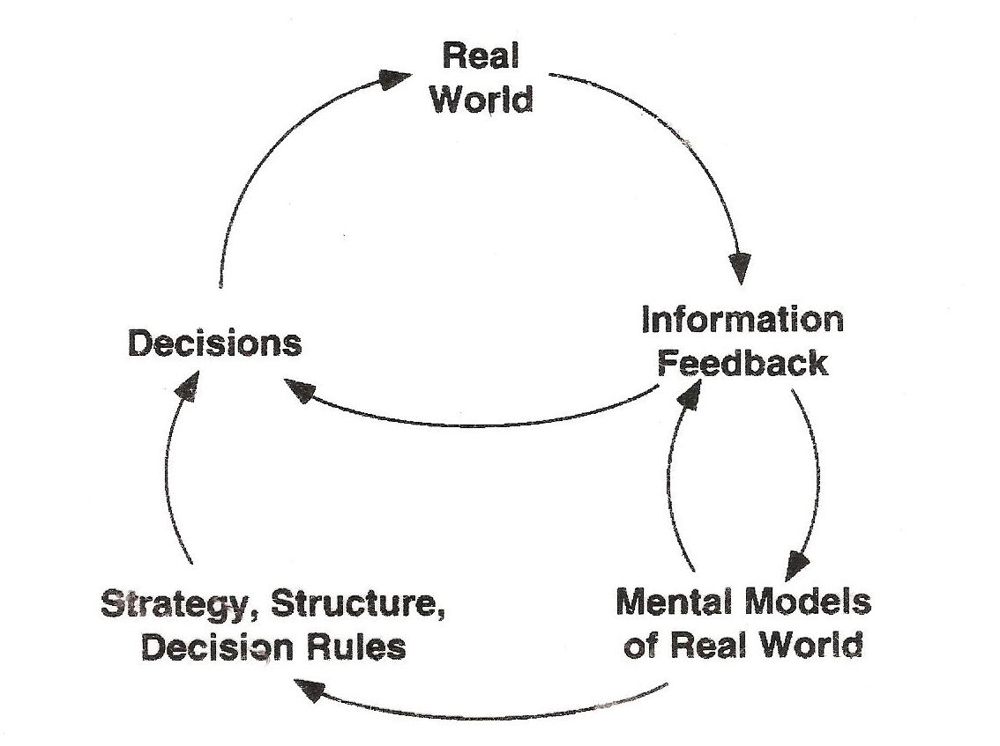 Real
World
Information
Feedback
Decisions
Strategy, Structure,
Decision Rules
Mental Models
of Real World